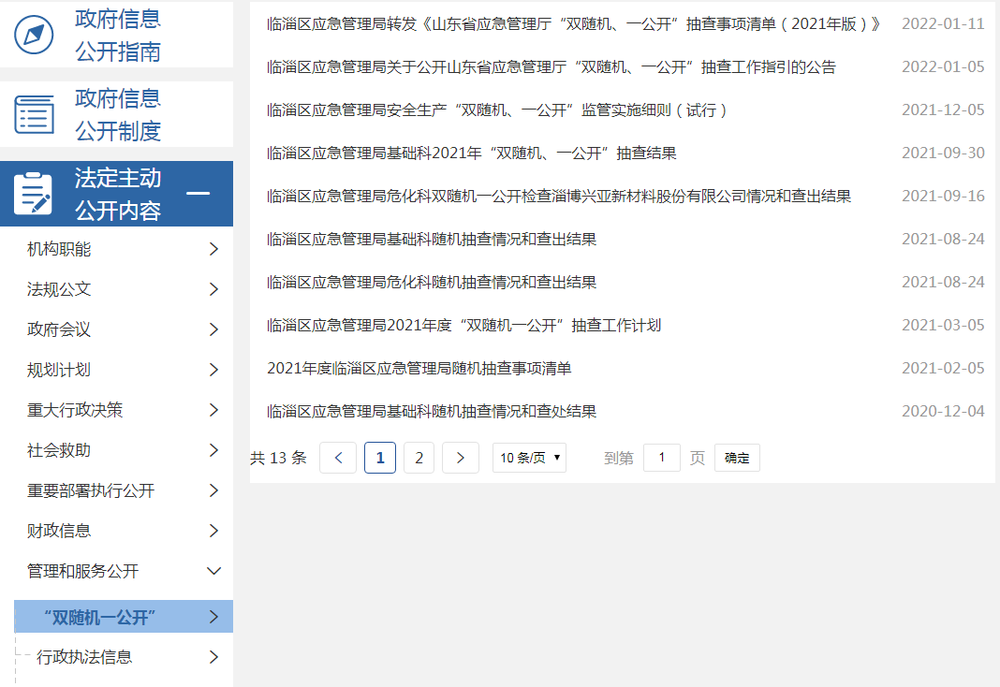 政府信息
公开指南
政府信息
公开制度
法定主动
公开内容
机构职能
法规公文
政府会议
规划计划
重大行政决策
社会救助
重要部署执行公开
财政信息
管理和服务公开
“双随机一公开”
行政执法信息
临淄区应急管理局转发《山东省应急管理厅“双随机、一公开”抽查事项清单（2021年版）》 2022-01-11
临淄区应急管理局关于公开山东省应急管理厅“双随机、一公开”抽查工作指引的公告 2022-01-05
临淄区应急管理局安全生产“双随机、一公开”监管实施细则（试行） 2021-12-05
临淄区应急管理局基础科2021年“双随机、一公开”抽查结果 2021-09-30
临淄区应急管理局危化科双随机一公开检查淄博兴亚新材料股份有限公司情况和查出结果 2021-09-16
临淄区应急管理局基础科随机抽查情况和查出结果 2021-08-24
临淄区应急管理局危化科随机抽查情况和查出结果 2021-08-24
临淄区应急管理局2021年度“双随机一公开”抽查工作计划 2021-03-05
2021年度临淄区应急管理局随机抽查事项清单 2021-02-05
临淄区应急管理局基础科随机抽查情况和查处结果 2020-12-04
共 13 条 1 2 10 条/页 到第 1 页 确定